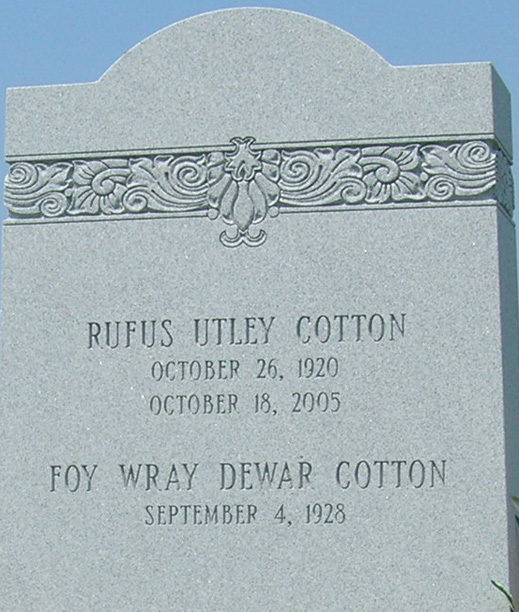 RUFUS UTLEY COTTON
OCTOBER 26, 1920
OCTOBER 18, 2005
FOY WRAY DEWAR COTTON
SEPTEMBER 4, 1928